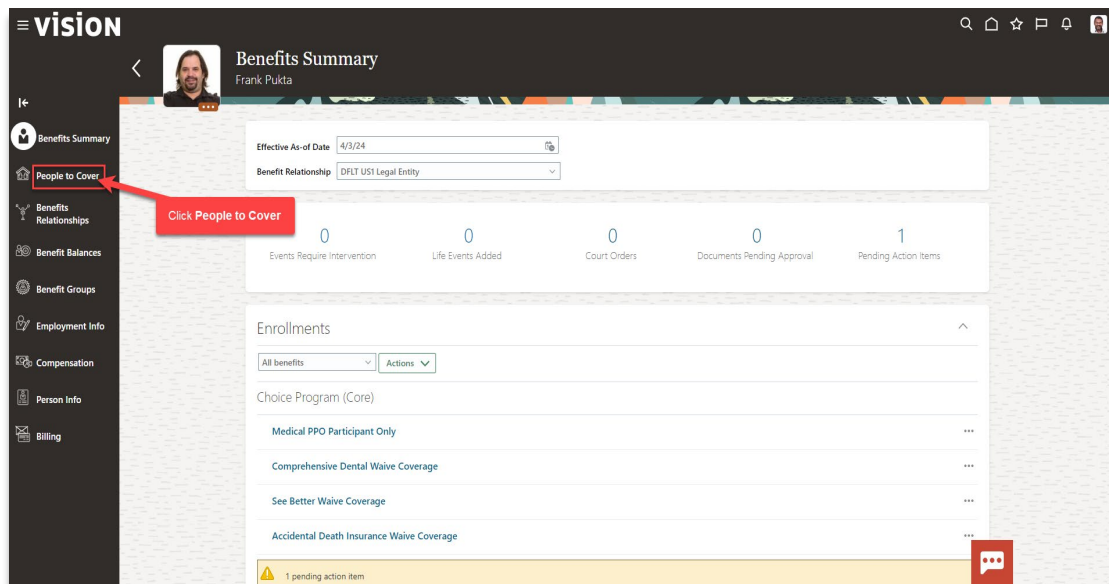 vision
Benefits Summary
Frank Pukta
Benefits Summary
People to Cover
Benefits
Relationships
Benefit Balances
Benefit Groups
Employment Info
Compensation
Person Info
Billing
Click People to Cover
Effective As-of Date 4/3/24
Benefit Relationship DFLT US1 Legal Entity
0 0 0 0 1
Events Require Intervention Life Events Added Court Orders Documents Pending Approval Pending Action Items
Enrollments
All benefits Actions
Choice Program (Core)
Medical PPO Participant Only
Comprehensive Dental Waive Coverage
See Better Waive Coverage
Accidental Death Insurance Waive Coverage
1 pending action item